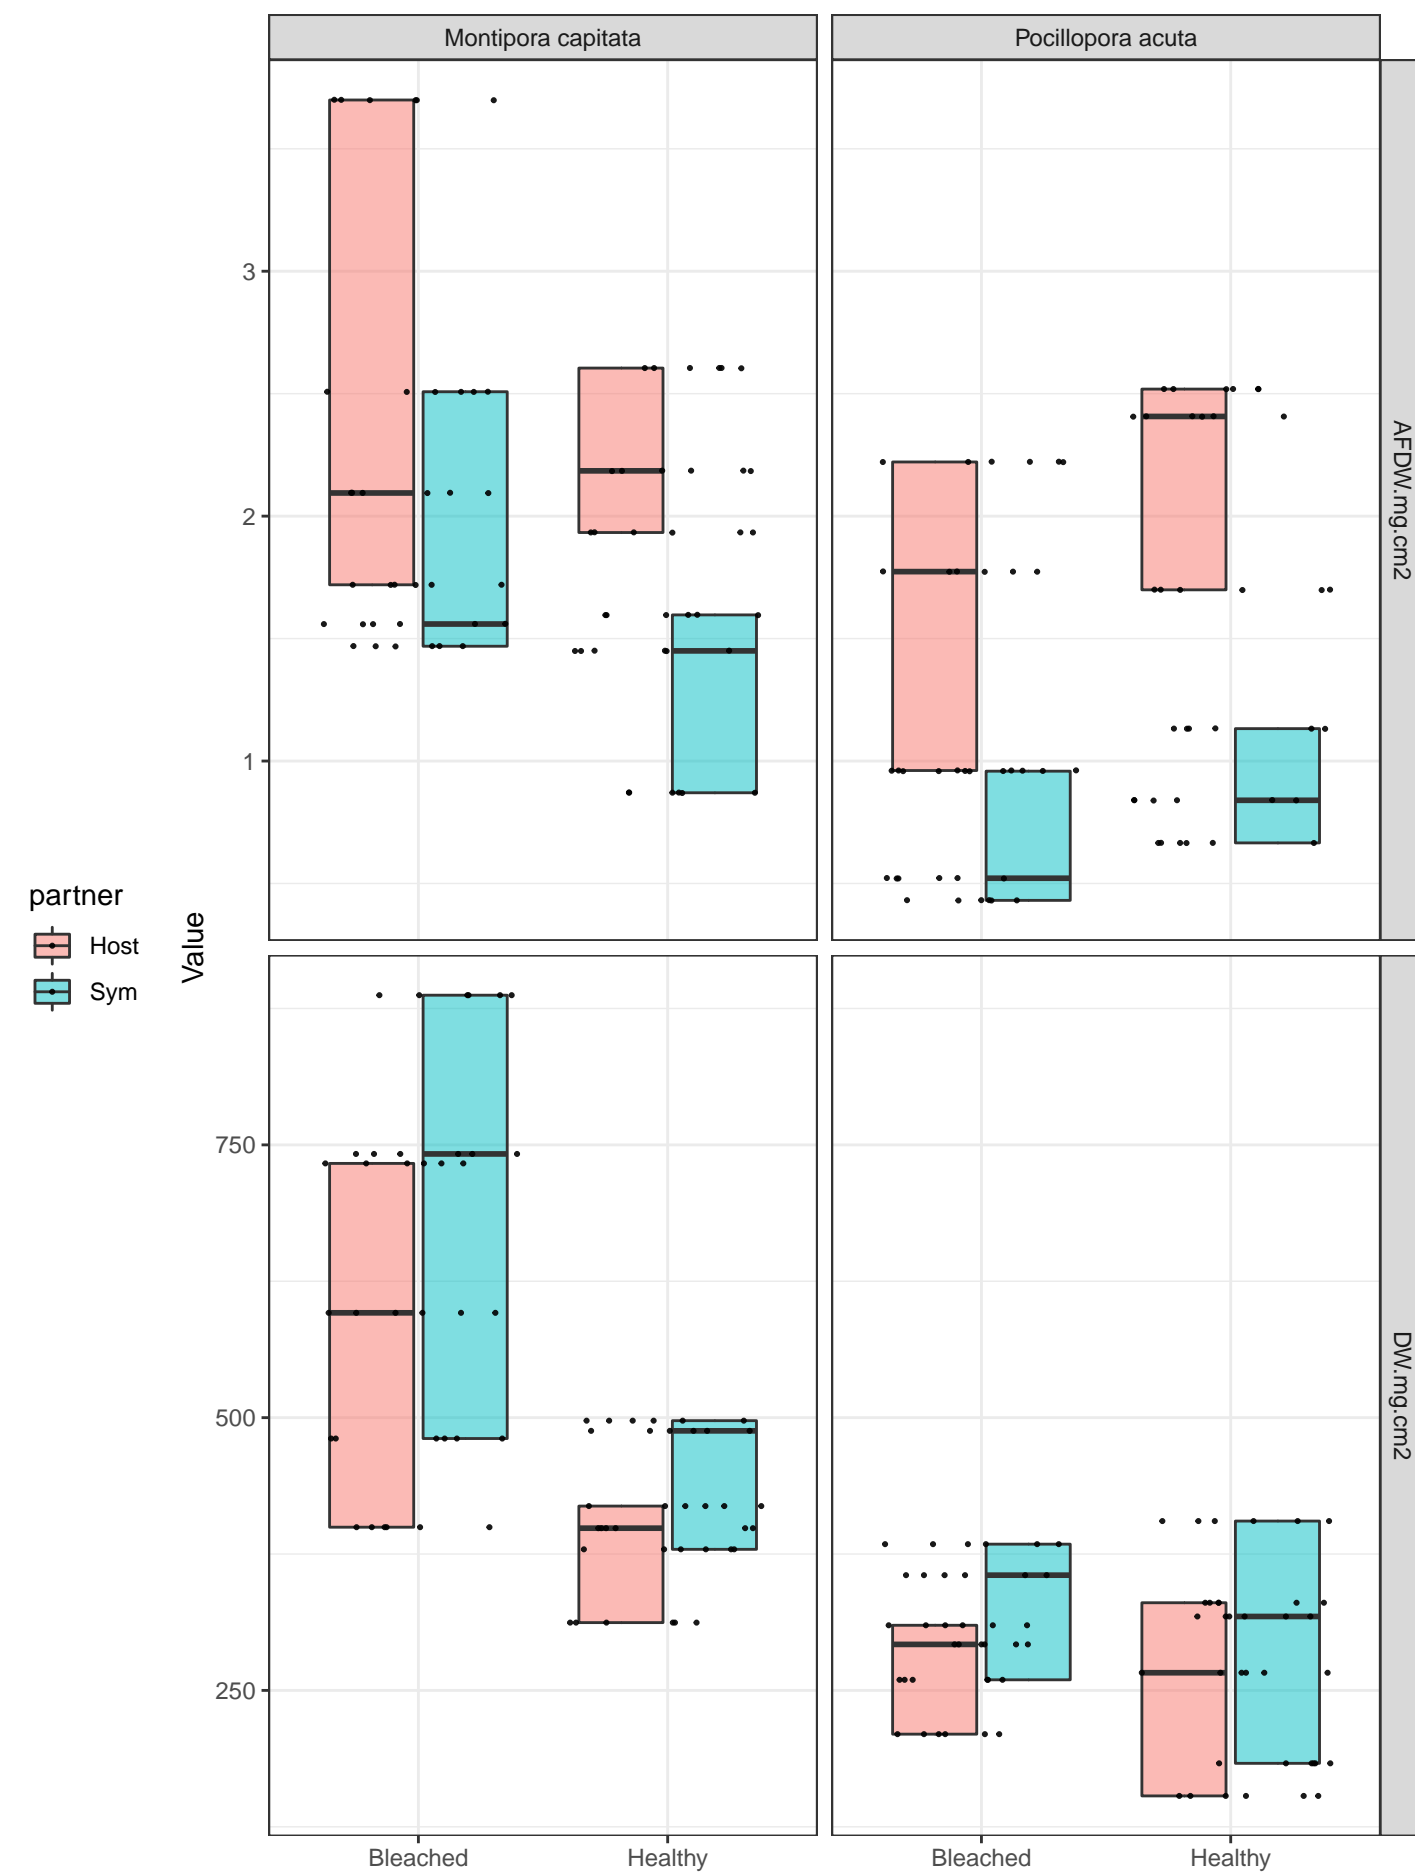 Montipora capitata
Pocillopora acuta
3
2
1
AFDW.mg.cm2
partner
Host
Sym
Value
750
500
250
DW.mg.cm2
Bleached
Healthy
Bleached
Healthy